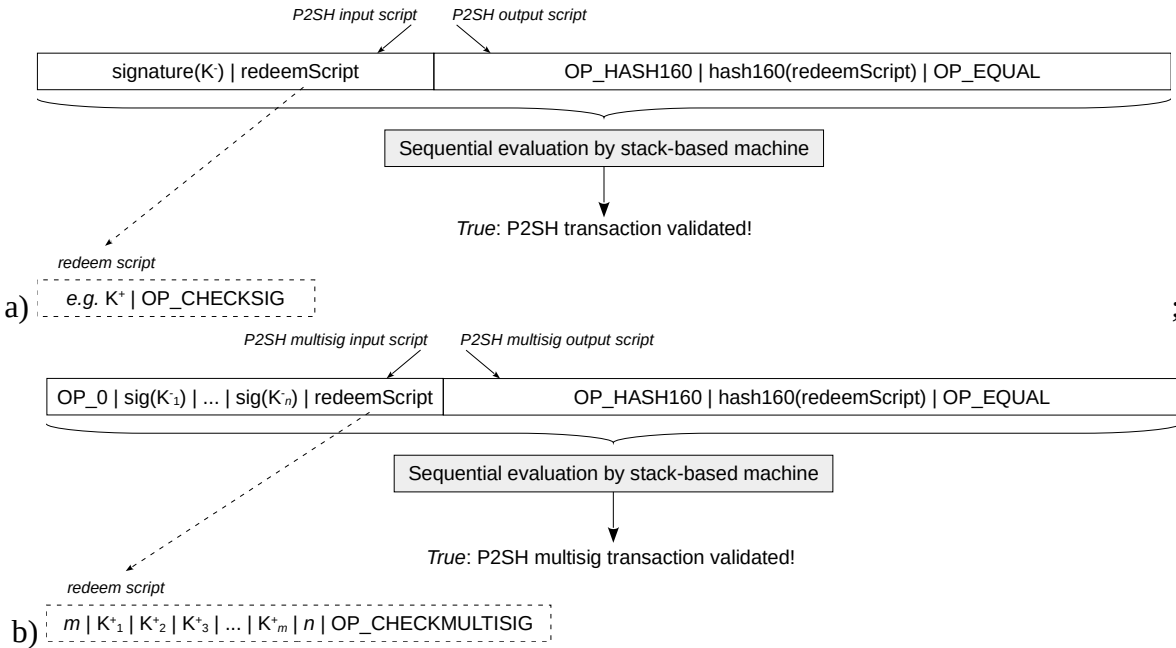 P2SH input script P2SH output script
signature(K-) | redeemScript OP_HASH160 | hash160(redeemScript) | OP_EQUAL
Sequential evaluation by stack-based machine
True: P2SH transaction validated!
redeem script
a) e.g. K+ | OP_CHECKSIG ;
P2SH multisig input script P2SH multisig output script
OP_0 | sig(K-1) | ... | sig(K-n) | redeemScript OP_HASH160 | hash160(redeemScript) | OP_EQUAL
Sequential evaluation by stack-based machine
True: P2SH multisig transaction validated!
redeem script
b) m | K+1 | K+2 | K+3 | ... | K+m | n | OP_CHECKMULTISIG